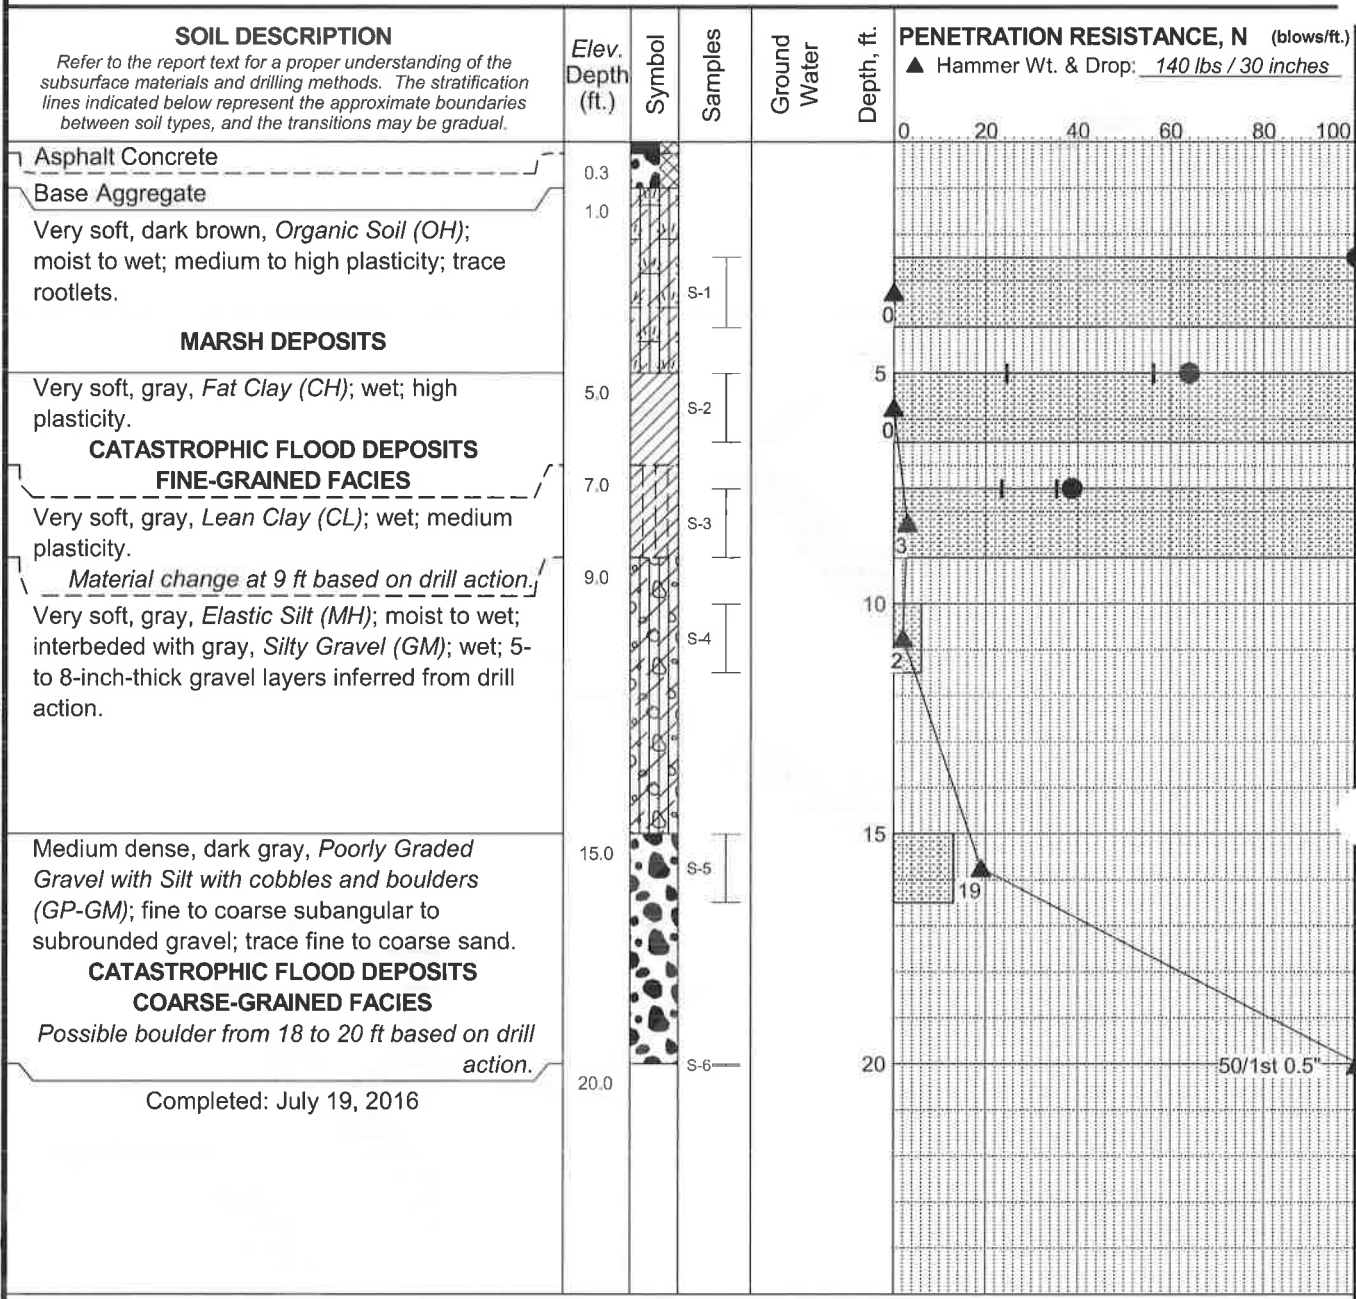 SOIL DESCRIPTION
Refer to the report text for a proper understanding of the
subsurface materials and drilling methods. The stratification
lines indicated below represent the approximate boundaries
between soil types, and the transitions may be gradual.
Elev.
Depth
(ft.)
Symbol
Samples
Ground
Water
Depth, ft.
PENETRATION RESISTANCE, N (blows/ft.)
▲ Hammer Wt. & Drop: 140 lbs / 30 inches
0 20 40 60 80 100
Asphalt Concrete
0.3
Base Aggregate
1.0
Very soft, dark brown, Organic Soil (OH);
moist to wet; medium to high plasticity; trace
rootlets.
S-1
0
MARSH DEPOSITS
5
Very soft, gray, Fat Clay (CH); wet; high
plasticity.
5.0
S-2
0
CATASTROPHIC FLOOD DEPOSITS
FINE-GRAINED FACIES
7.0
Very soft, gray, Lean Clay (CL); wet; medium
plasticity.
S-3
3
Material change at 9 ft based on drill action.
9.0
10
Very soft, gray, Elastic Silt (MH); moist to wet;
interbeded with gray, Silty Gravel (GM); wet; 5-
to 8-inch-thick gravel layers inferred from drill
action.
S-4
2
15
Medium dense, dark gray, Poorly Graded
Gravel with Silt with cobbles and boulders
(GP-GM); fine to coarse subangular to
subrounded gravel; trace fine to coarse sand.
15.0
S-5
19
CATASTROPHIC FLOOD DEPOSITS
COARSE-GRAINED FACIES
Possible boulder from 18 to 20 ft based on drill
action.
20.0
S-6
20
50/1st 0.5"
Completed: July 19, 2016